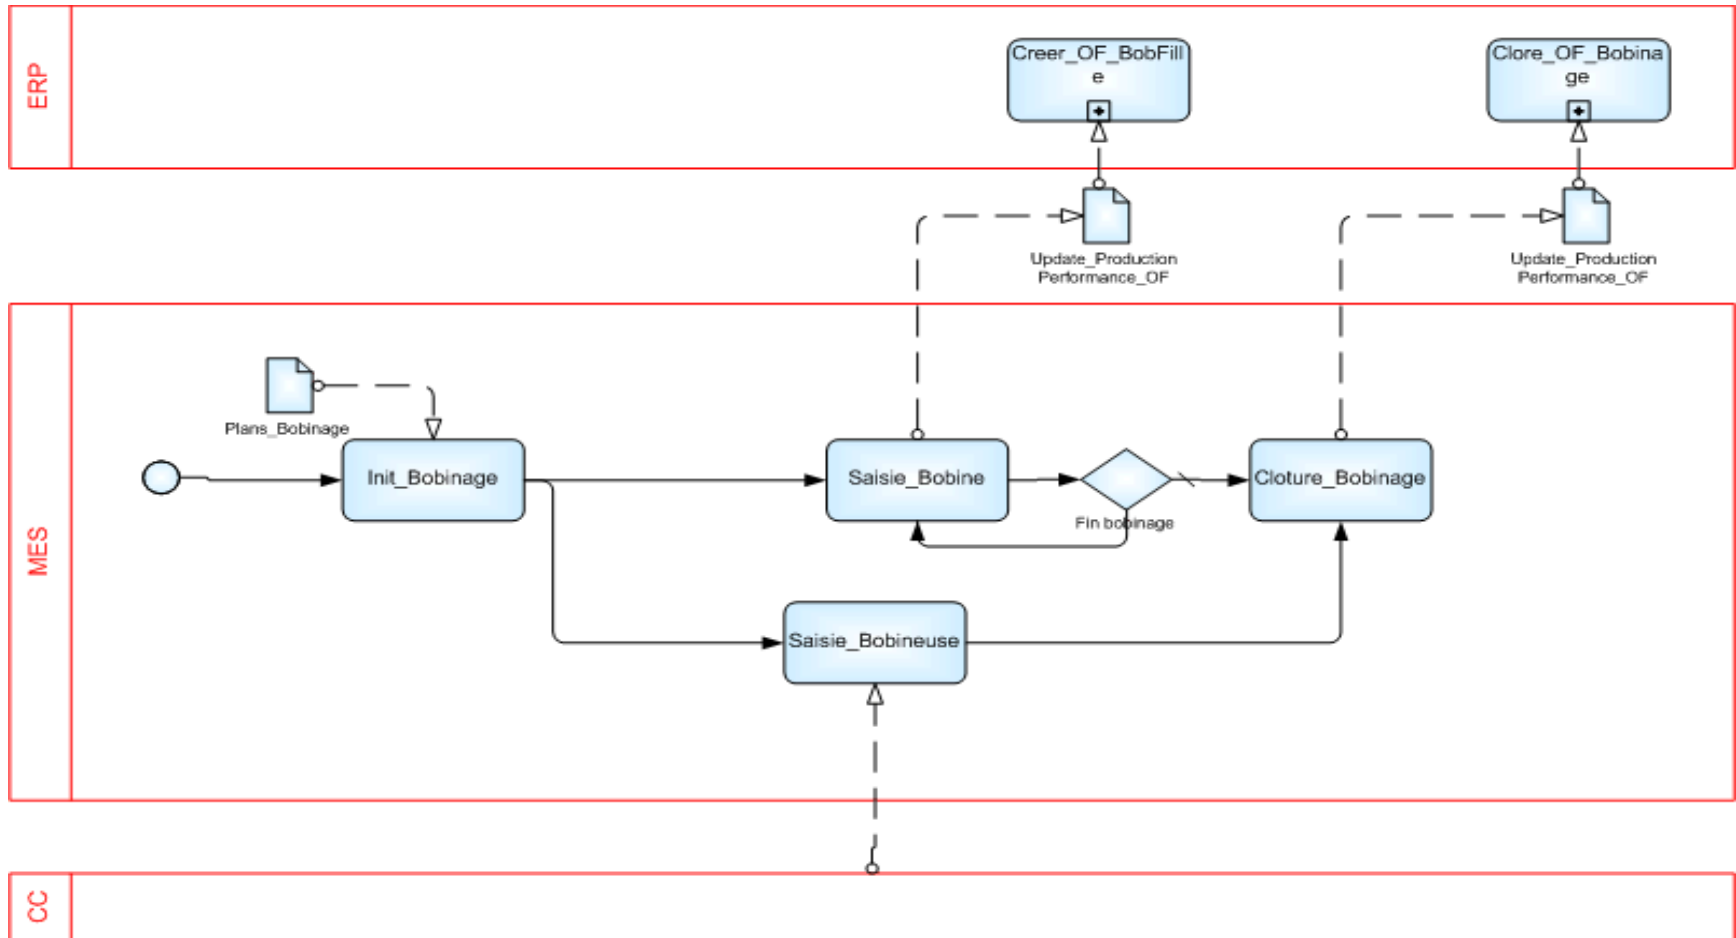 ERP
Creer_OF_BobFill
e
Clore_OF_Bobina
ge
Update_Production
Performance_OF
Update_Production
Performance_OF
MES
Plans_Bobinage
Init_Bobinage
Saisie_Bobine
Fin bobinage
Cloture_Bobinage
Saisie_Bobineuse
CC